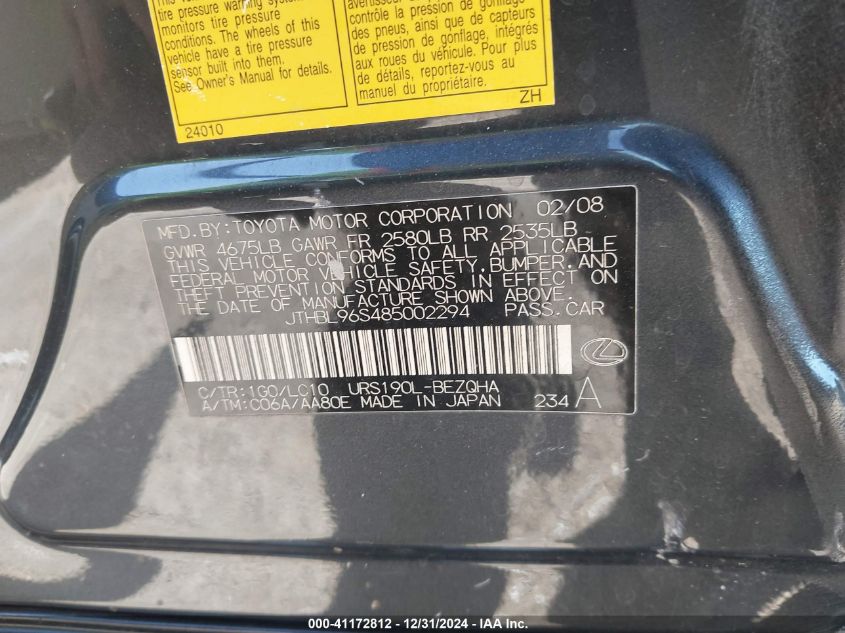 tire pressure warning system
monitors tire pressure
conditions. The wheels of this
vehicle have a tire pressure
sensor built into them.
See Owner's Manual for details.
24010
avertisseur
contrôle la pression de gonflage
des pneus, ainsi que de capteurs
de pression de gonflage, intégrés
aux roues du véhicule. Pour plus
de détails, reportez-vous au
manuel du propriétaire.
ZH
MFD.BY:TOYOTA MOTOR CORPORATION 02/08
GVWR 4675LB GAWR FR 2580LB RR 2535LB
THIS VEHICLE CONFORMS TO ALL APPLICABLE
FEDERAL MOTOR VEHICLE SAFETY,BUMPER,AND
THEFT PREVENTION STANDARDS IN EFFECT ON
THE DATE OF MANUFACTURE SHOWN ABOVE.
JTHBL96S485002294 PASS.CAR
C/TR:1G0/LC10 URS190L-BEZQHA
A/TM:C06A/AA80E MADE IN JAPAN 234 A
000-41172812 - 12/31/2024 - IAA Inc.